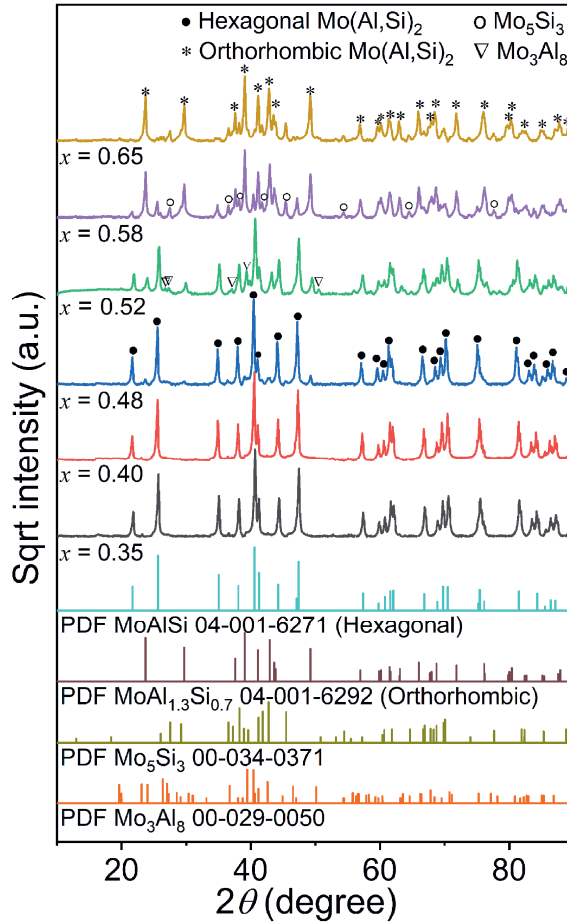 ● Hexagonal Mo(Al,Si)₂ ○ Mo₅Si₃
* Orthorhombic Mo(Al,Si)₂ ▽ Mo₃Al₈
x = 0.65
x = 0.58
x = 0.52
x = 0.48
x = 0.40
x = 0.35
PDF MoAlSi 04-001-6271 (Hexagonal)
PDF MoAl₁.₃Si₀.₇ 04-001-6292 (Orthorhombic)
PDF Mo₅Si₃ 00-034-0371
PDF Mo₃Al₈ 00-029-0050
20 40 60 80
2θ (degree)
Sqrt intensity (a.u.)